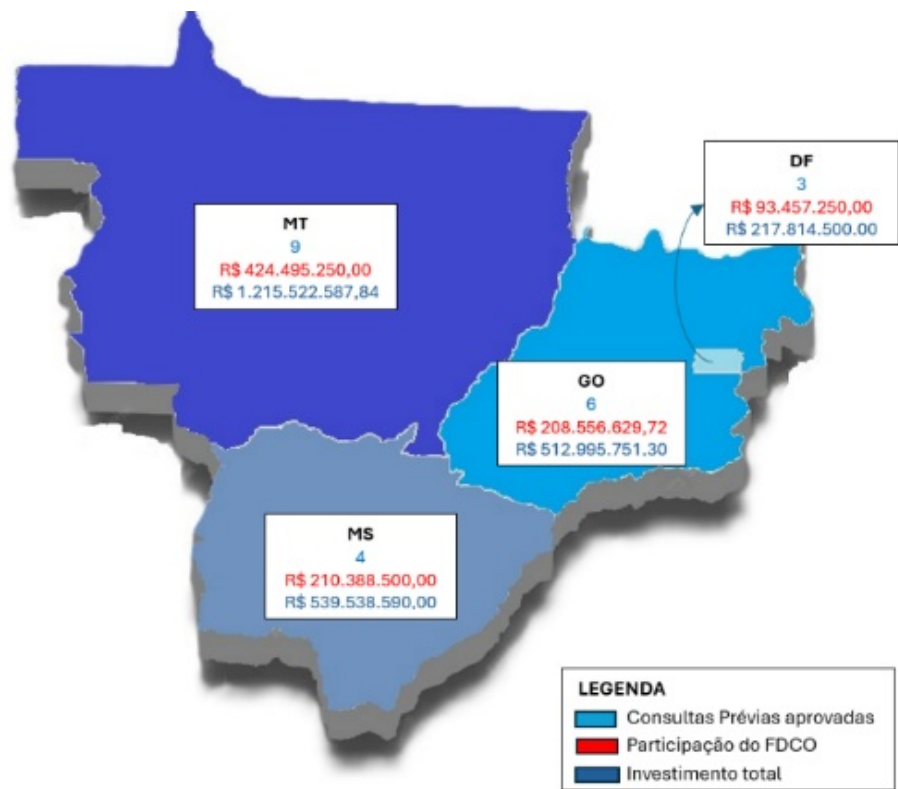 DF
3
R$ 93.457.250,00
R$ 217.814.500.00
MT
9
R$ 424.495.250,00
R$ 1.215.522.587,84
GO
6
R$ 208.556.629,72
R$ 512.995.751.30
MS
4
R$ 210.388.500,00
R$ 539.538.590,00
LEGENDA
Consultas Prévias aprovadas
Participação do FDCO
Investimento total